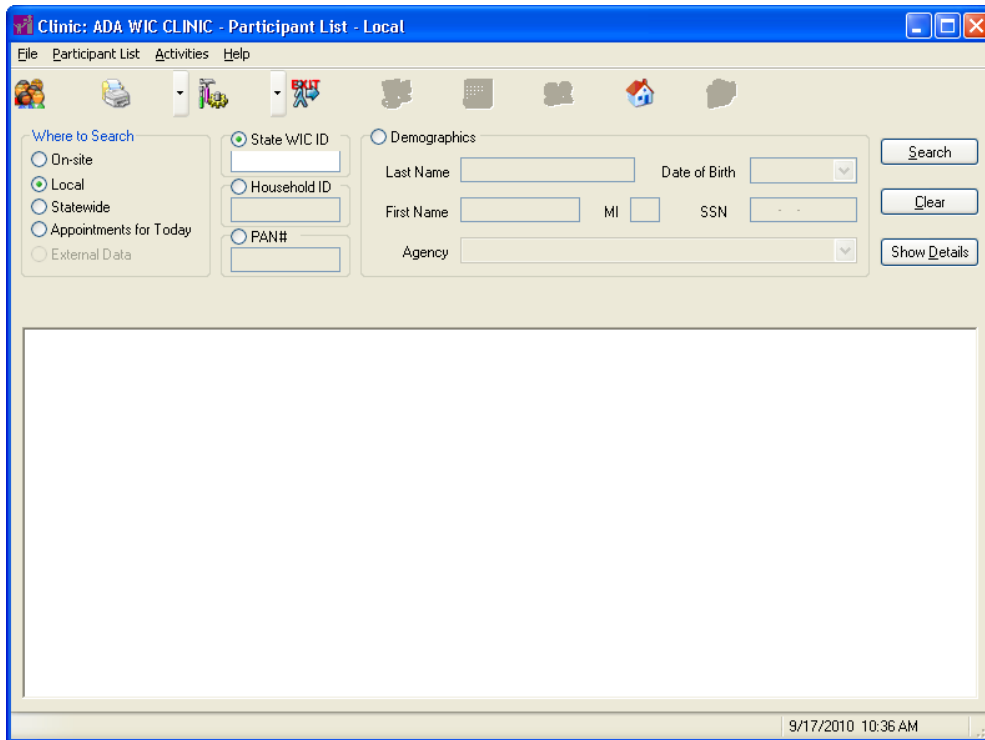 Clinic: ADA WIC CLINIC - Participant List - Local
File Participant List Activities Help
EXIT
Where to Search
On-site
Local
Statewide
Appointments for Today
External Data
State WIC ID
Household ID
PAN#
Demographics
Last Name
Date of Birth
First Name
MI
SSN
- -
Agency
Search
Clear
Show Details
9/17/2010 10:36 AM